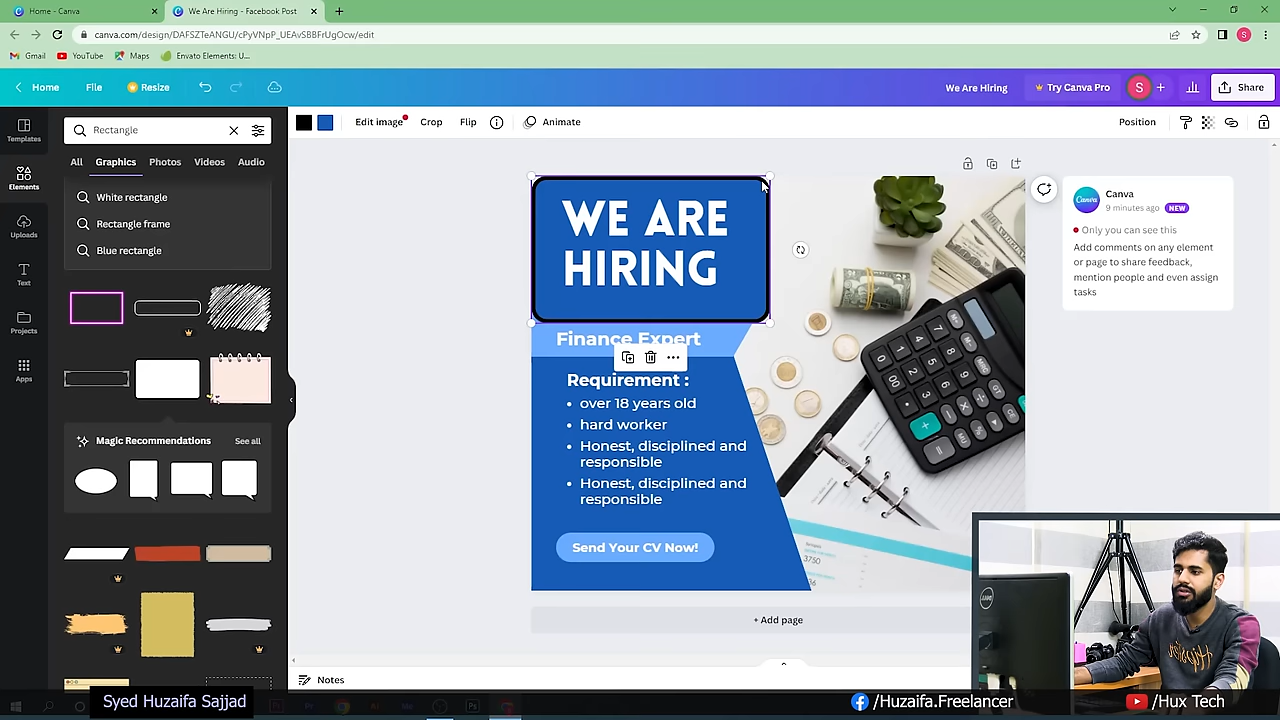 Home - Canva
We Are Hiring - Facebook Post
canva.com/design/DAFSZTeANGU/cPyVNpP_UEAvSBBFrUgOcw/edit
Gmail
YouTube
Maps
Envato Elements: U...
Home
File
Resize
We Are Hiring
Try Canva Pro
S
Share
Templates
Elements
Uploads
Text
Projects
Apps
Rectangle
All
Graphics
Photos
Videos
Audio
White rectangle
Rectangle frame
Blue rectangle
Magic Recommendations
See all
Edit image
Crop
Flip
Animate
Position
WE ARE
HIRING
Finance Expert
Requirement :
• over 18 years old
• hard worker
• Honest, disciplined and
responsible
• Honest, disciplined and
responsible
Send Your CV Now!
+ Add page
Notes
Canva
9 minutes ago NEW
Only you can see this
Add comments on any element
or page to share feedback,
mention people and even assign
tasks
Syed Huzaifa Sajjad
/Huzaifa.Freelancer
/Hux Tech